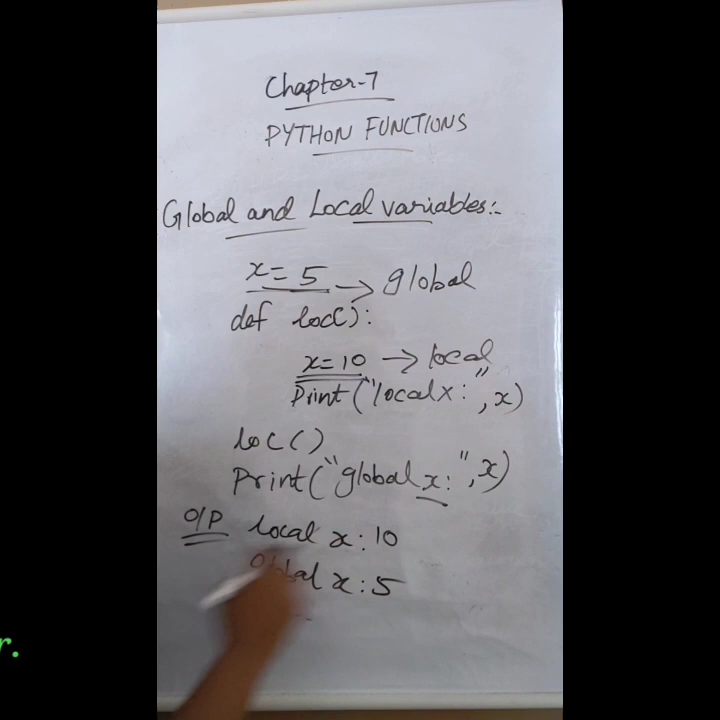 Chapter-7
PYTHON FUNCTIONS
Global and Local variables:-
x = 5 → global
def loc():
x=10 → local
Print("local x:", x)
loc()
Print("global x:", x)
O/P local x: 10
global x: 5
r.